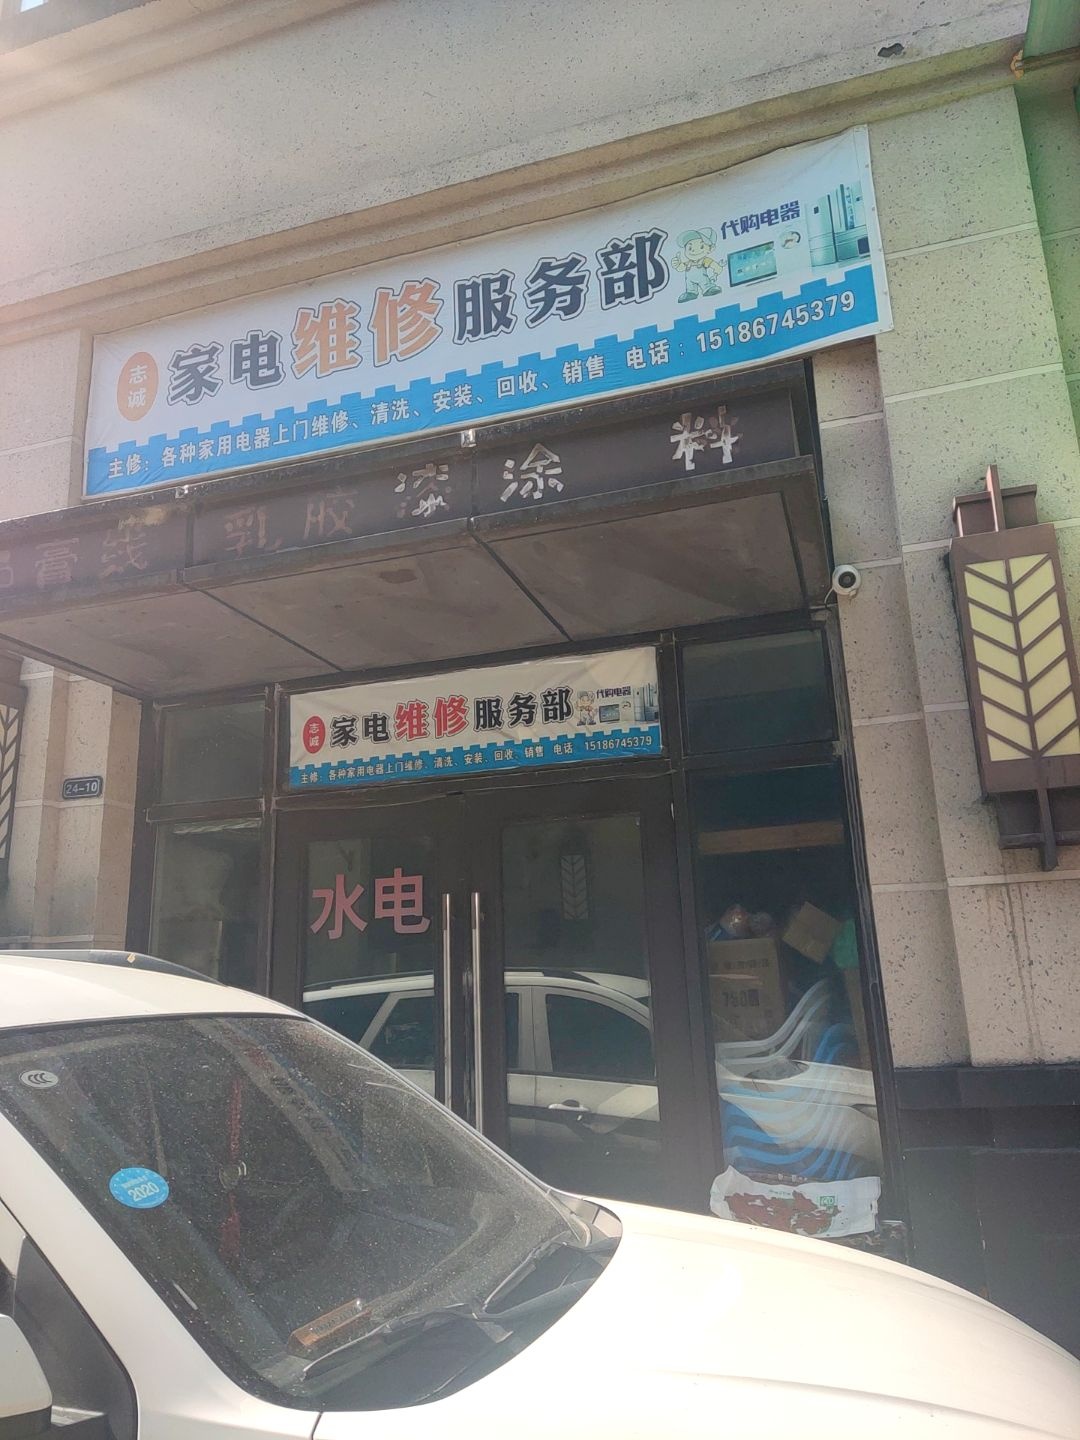 代购电器
志诚
家电维修服务部
主修：各种家用电器上门维修、清洗、安装、回收、销售 电话：15186745379
膏线 乳胶漆涂 料
代购电器
志诚
家电维修服务部
主修：各种家用电器上门维修、清洗、安装、回收、销售 电话 15186745379
24-10
水电
750
2020